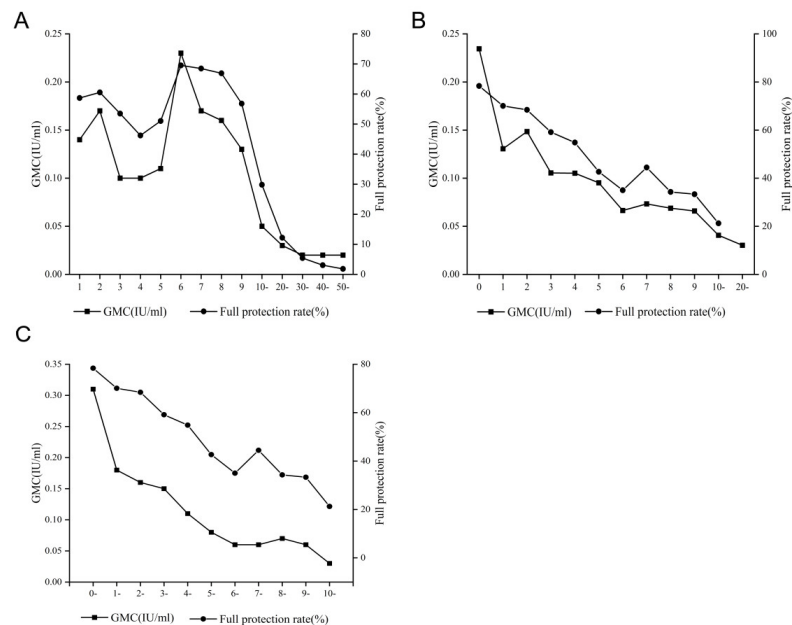 A
GMC(IU/ml)
0.25
0.20
0.15
0.10
0.05
0.00
80
70
60
50
40
30
20
10
0
Full protection rate(%)
1 2 3 4 5 6 7 8 9 10- 20- 30- 40- 50-
GMC(IU/ml) Full protection rate(%)
B
GMC(IU/ml)
0.25
0.20
0.15
0.10
0.05
0.00
100
80
60
40
20
0
Full protection rate(%)
0 1 2 3 4 5 6 7 8 9 10- 20-
GMC(IU/ml) Full protection rate(%)
C
GMC(IU/ml)
0.35
0.30
0.25
0.20
0.15
0.10
0.05
0.00
80
60
40
20
0
Full protection rate(%)
0- 1- 2- 3- 4- 5- 6- 7- 8- 9- 10-
GMC(IU/ml) Full protection rate(%)